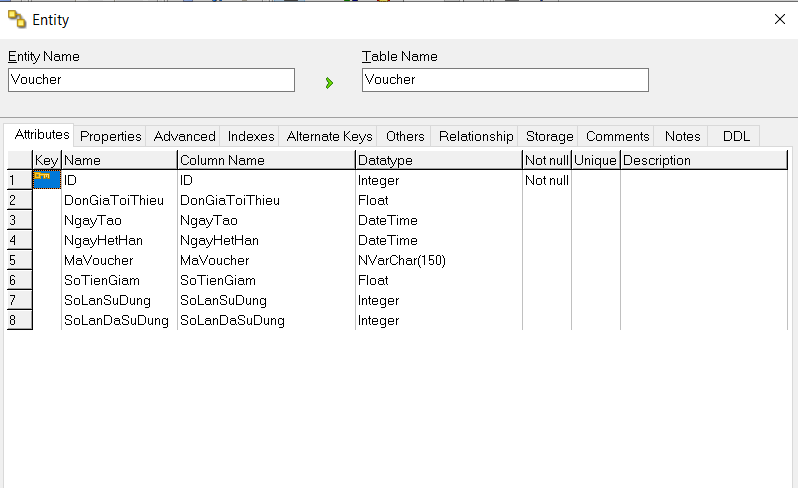 Entity
Entity Name Table Name
Voucher Voucher
Attributes Properties Advanced Indexes Alternate Keys Others Relationship Storage Comments Notes DDL
Key Name Column Name Datatype Not null Unique Description
1 ID ID Integer Not null
2 DonGiaToiThieu DonGiaToiThieu Float
3 NgayTao NgayTao DateTime
4 NgayHetHan NgayHetHan DateTime
5 MaVoucher MaVoucher NVarChar(150)
6 SoTienGiam SoTienGiam Float
7 SoLanSuDung SoLanSuDung Integer
8 SoLanDaSuDung SoLanDaSuDung Integer